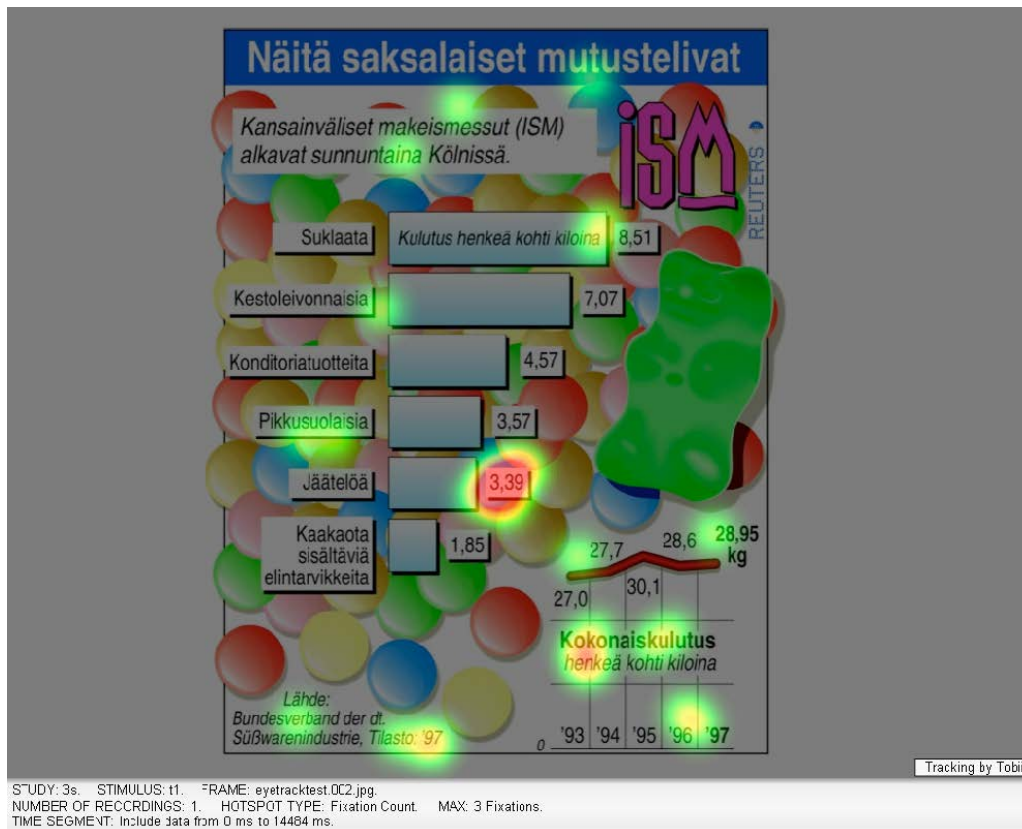 Näitä saksalaiset mutustelivat
Kansainväliset makeismessut (ISM)
alkavat sunnuntaina Kölnissä.
iSM
REUTERS
Suklaata
Kulutus henkeä kohti kiloina
8,51
Kestoleivonnaisia
7,07
Konditoriatuotteita
4,57
Pikkusuolaisia
3,57
Jäätelöä
3,39
Kaakaota
sisältäviä
elintarvikkeita
1,85
27,0
27,7
30,1
28,6
28,95
kg
Kokonaiskulutus
henkeä kohti kiloina
0 '93 '94 '95 '96 '97
Lähde:
Bundesverband der dt.
Süßwarenindustrie, Tilasto: '97
Tracking by Tobii
STUDY: 3s. STIMULUS: t1. FRAME: eyetracktest.002.jpg.
NUMBER OF RECORDINGS: 1. HOTSPOT TYPE: Fixation Count. MAX: 3 Fixations.
TIME SEGMENT: Include data from 0 ms to 14484 ms.